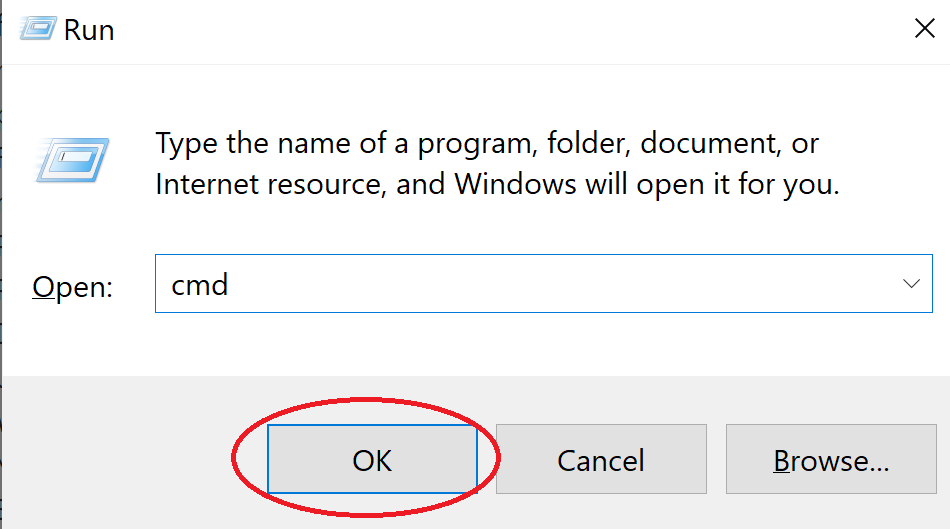 Run
Type the name of a program, folder, document, or
Internet resource, and Windows will open it for you.
Open: cmd
OK Cancel Browse...